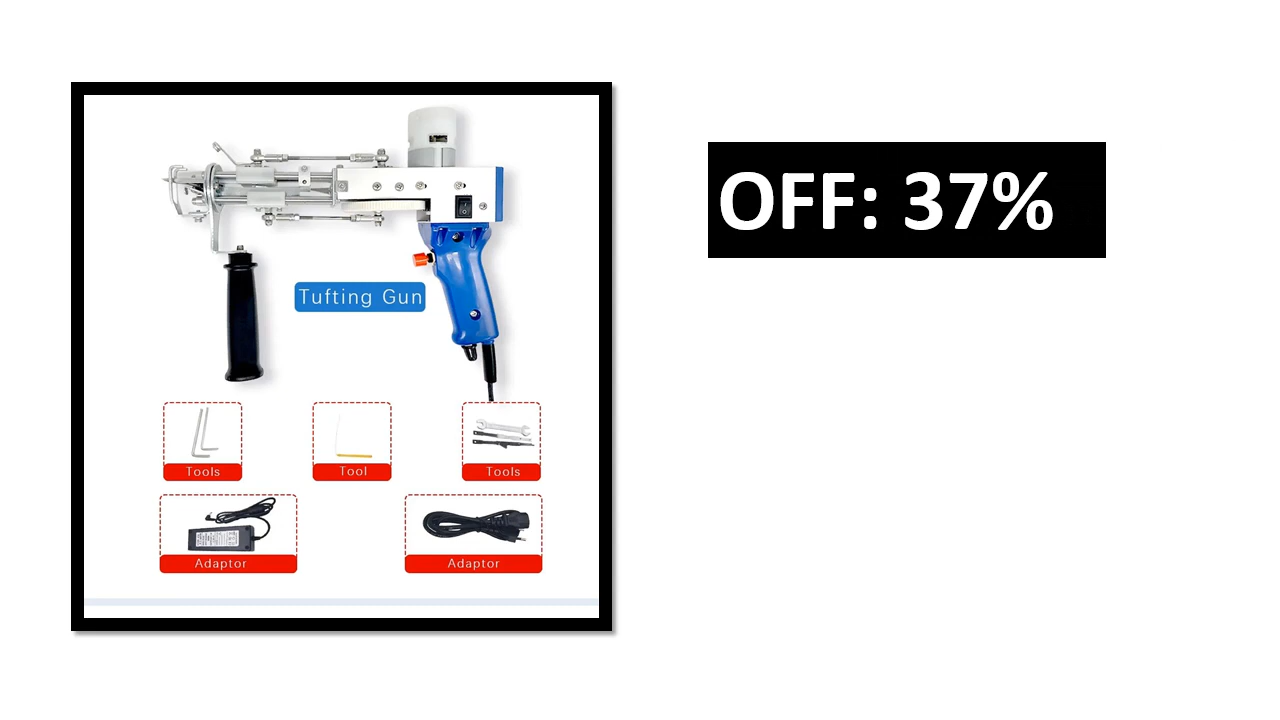 OFF: 37%
Tufting Gun
Tools
Tool
Tools
Adaptor
Adaptor